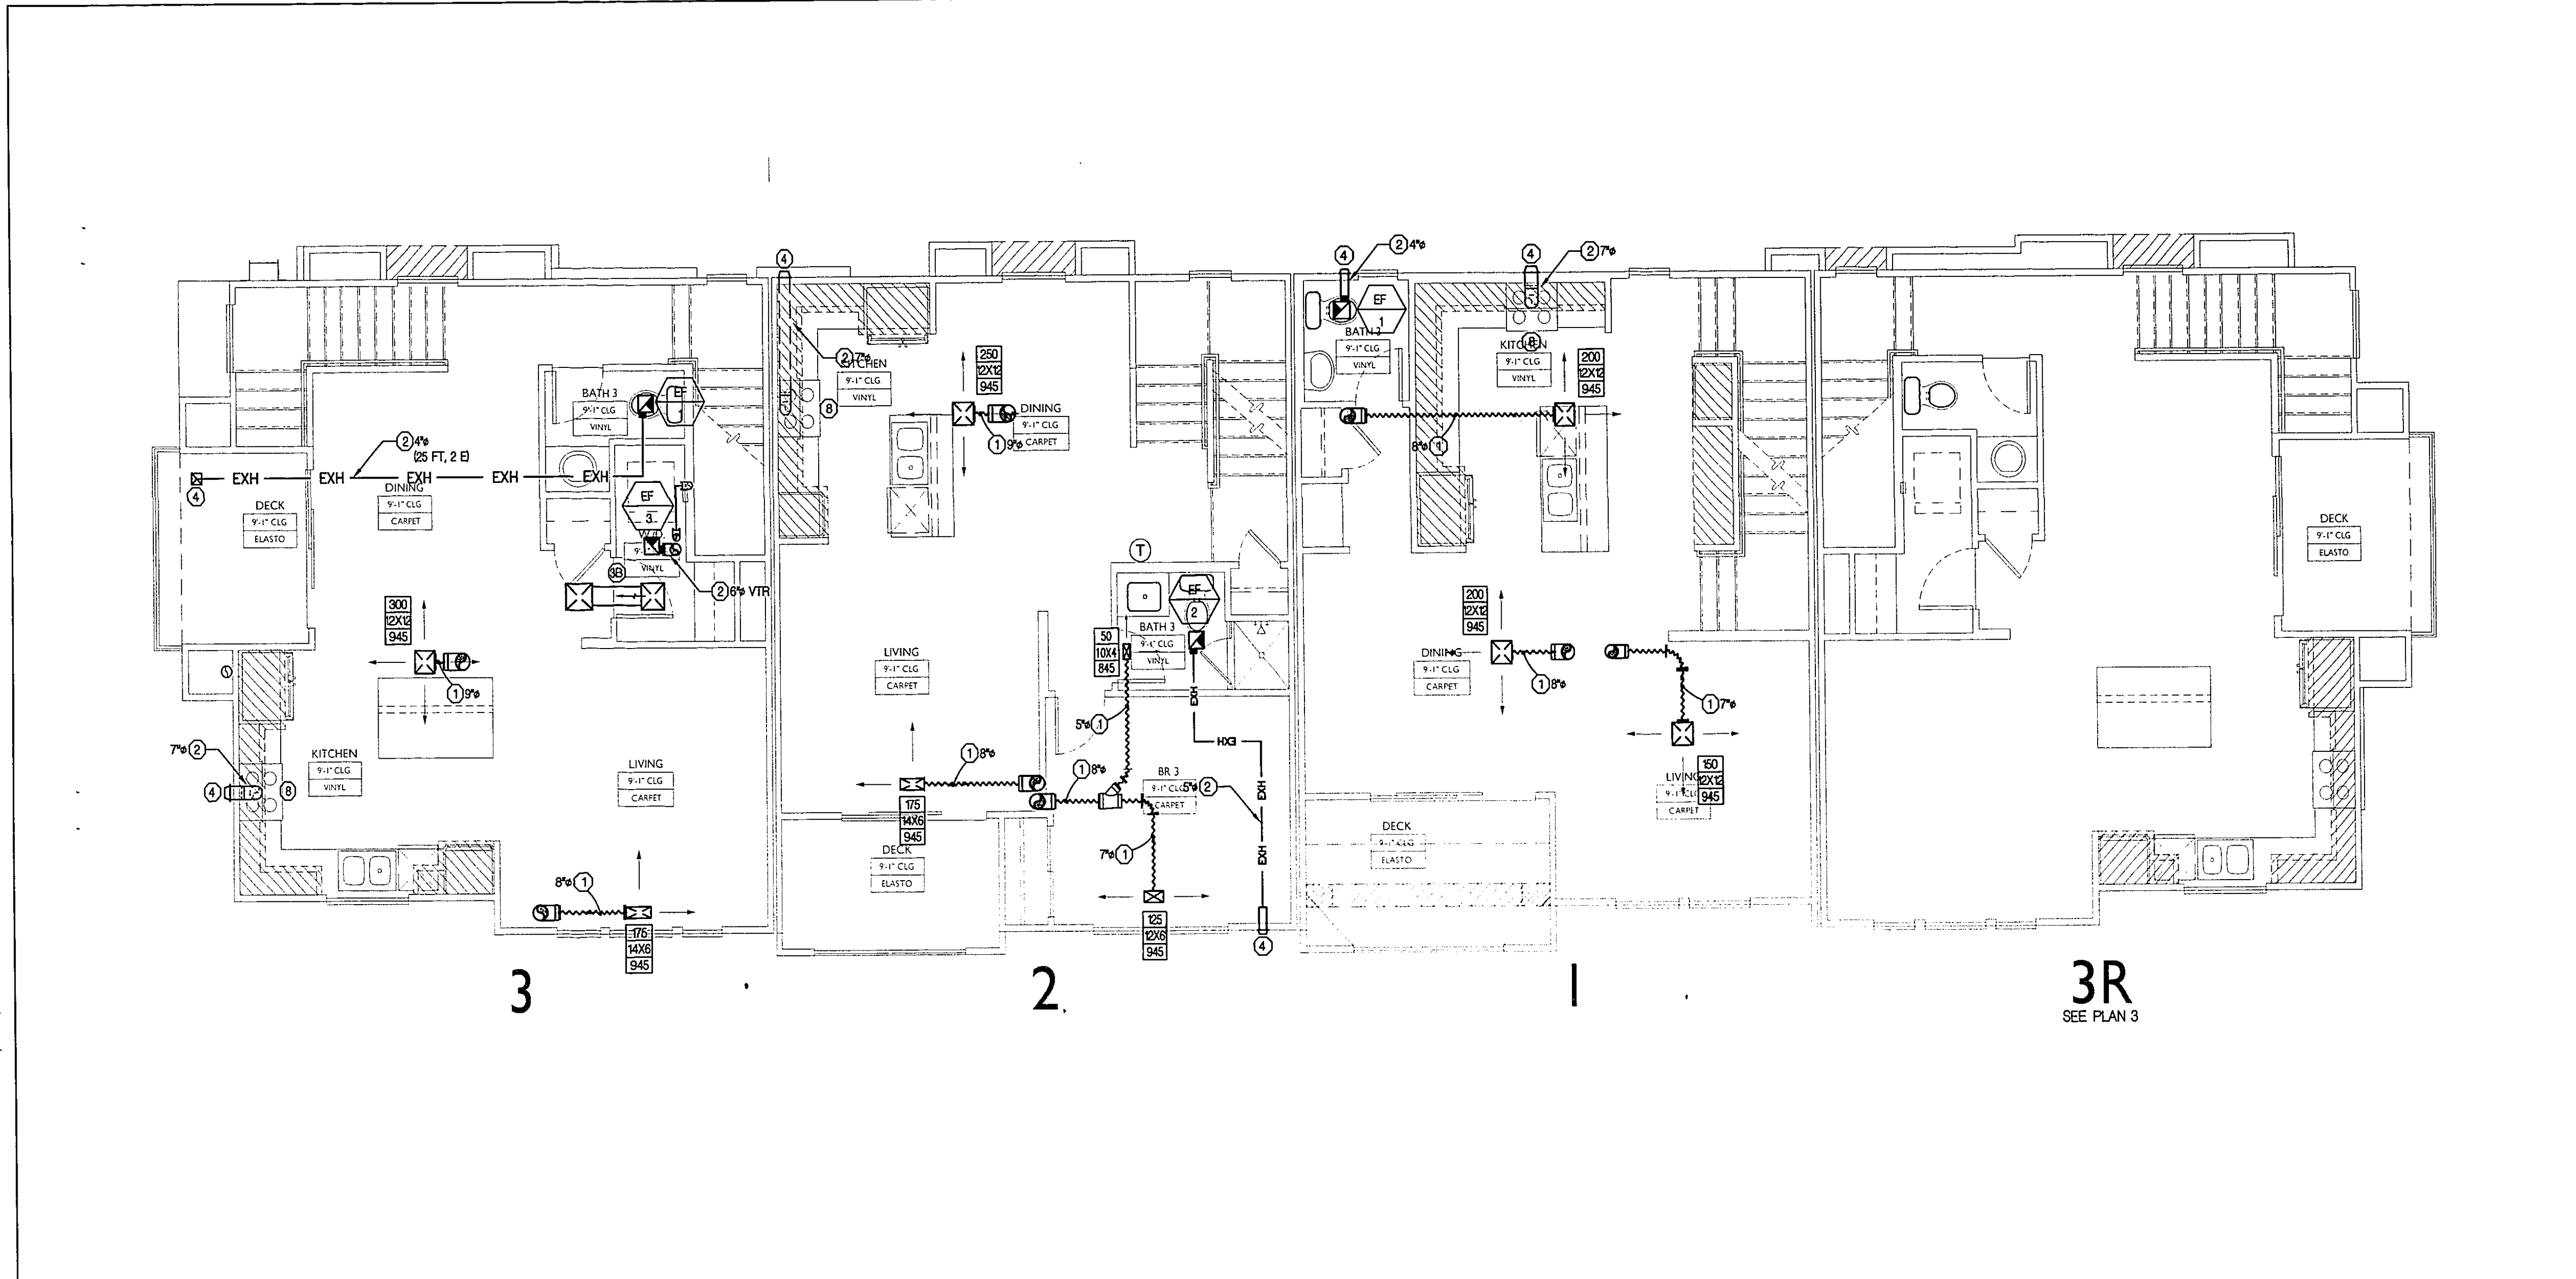 4
2 7"ø
KITCHEN
9'-1" CLG
VINYL
8
250
12X12
945
DINING
9'-1" CLG
CARPET
1 9"ø
4
2 4"ø
EF
1
BATH 3
9'-1" CLG
VINYL
4
2 7"ø
KITCHEN
9'-1" CLG
VINYL
200
12X12
945
8"ø 1
BATH 3
9'-1" CLG
VINYL
EF
1
2 4"ø
(25 FT, 2 E)
EXH
EXH
EXH
EXH
EXH
4
DECK
9'-1" CLG
ELASTO
DINING
9'-1" CLG
CARPET
EF
3
VINYL
3B
2 6"ø VTR
300
12X12
945
1 9"ø
7"ø 2
4
8
KITCHEN
9'-1" CLG
VINYL
LIVING
9'-1" CLG
CARPET
8"ø 1
175
14X6
945
T
EF
2
50
10X4
845
BATH 3
9'-1" CLG
VINYL
LIVING
9'-1" CLG
CARPET
EXH
EXH
EXH
EXH
5"ø 1
1 8"ø
1 8"ø
BR 3
9'-1" CLG
CARPET
5"ø 2
175
14X6
945
DECK
9'-1" CLG
ELASTO
7"ø 1
125
12X6
945
4
200
12X12
945
DINING
9'-1" CLG
CARPET
1 8"ø
1 7"ø
LIVING
9'-1" CLG
CARPET
150
12X12
945
DECK
9'-1" CLG
ELASTO
DECK
9'-1" CLG
ELASTO
3
2
1
3R
SEE PLAN 3